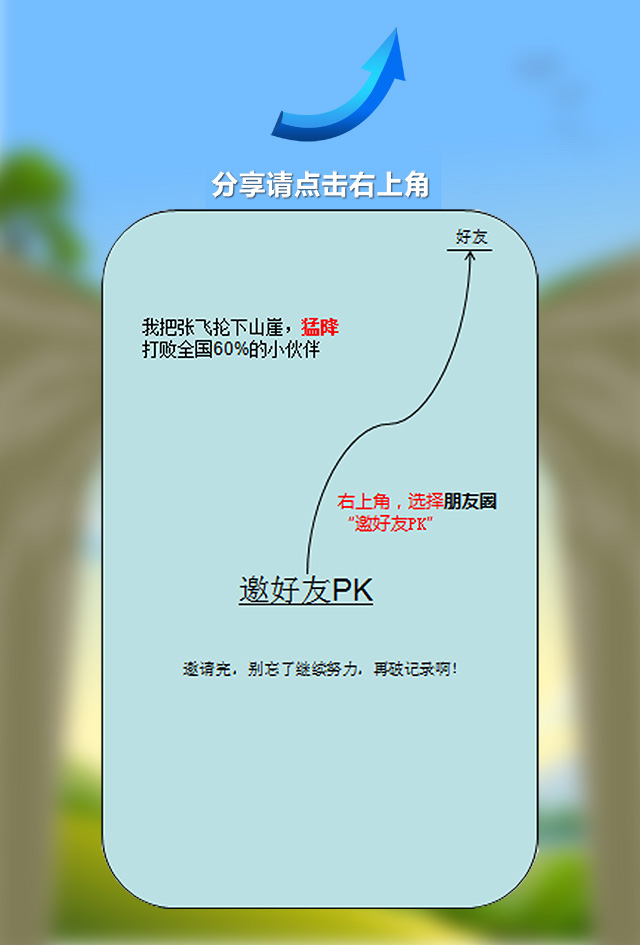 分享请点击右上角
好友
我把张飞抡下山崖，猛降
打败全国60%的小伙伴
右上角，选择朋友圈
“邀好友PK”
邀好友PK
邀请完，别忘了继续努力，再破记录啊！